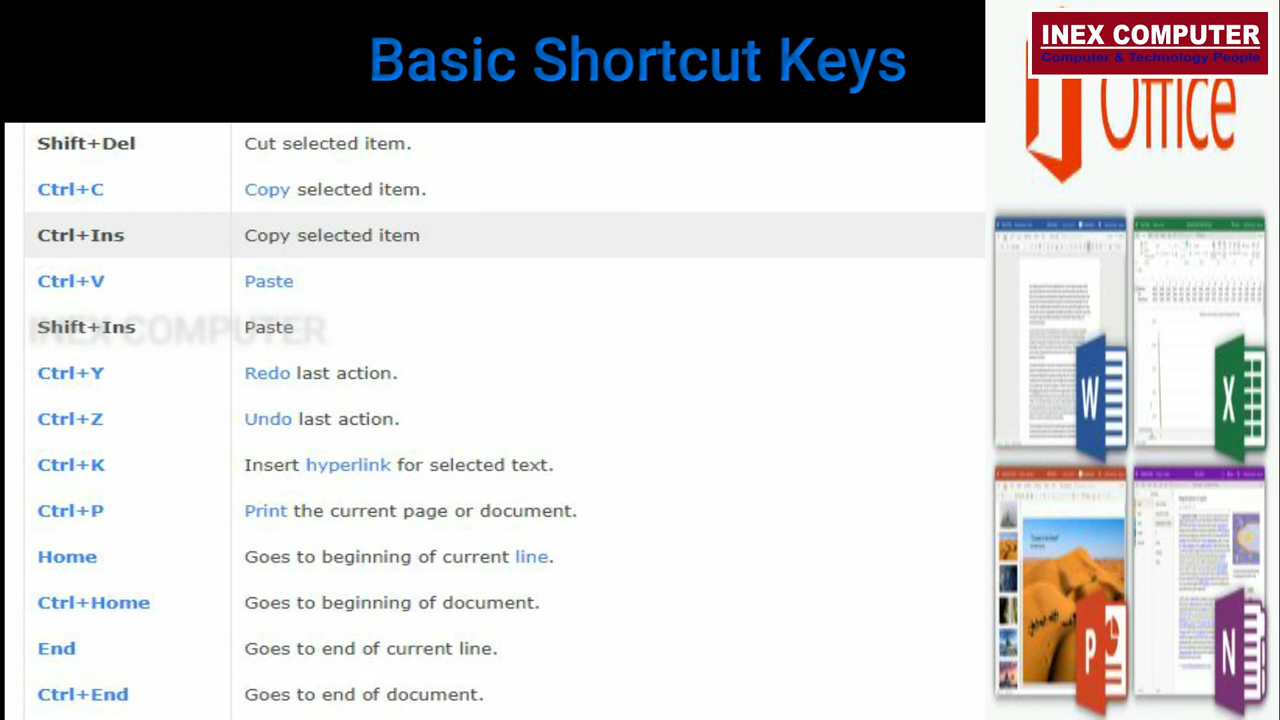 Basic Shortcut Keys
INEX COMPUTER
Computer & Technology People
Office
Shift+Del Cut selected item.
Ctrl+C Copy selected item.
Ctrl+Ins Copy selected item
Ctrl+V Paste
INEX COMPUTER
Shift+Ins Paste
Ctrl+Y Redo last action.
Ctrl+Z Undo last action.
Ctrl+K Insert hyperlink for selected text.
Ctrl+P Print the current page or document.
Home Goes to beginning of current line.
Ctrl+Home Goes to beginning of document.
End Goes to end of current line.
Ctrl+End Goes to end of document.
W
X
P
N